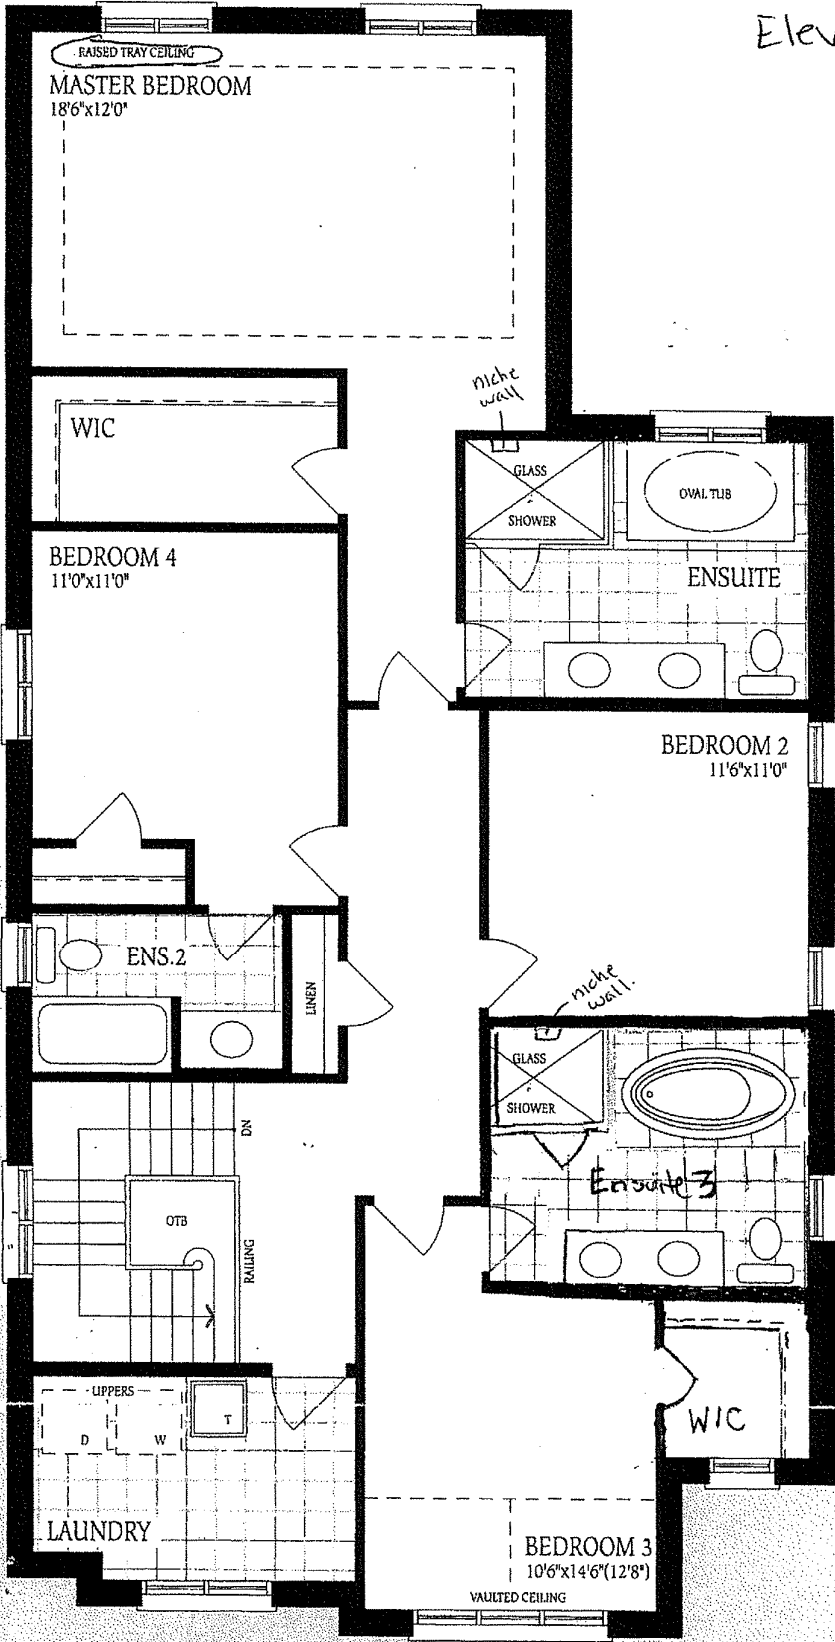 Elev
RAISED TRAY CEILING
MASTER BEDROOM
18'6"x12'0"
niche
wall
WIC
GLASS
SHOWER
OVAL TUB
BEDROOM 4
11'0"x11'0"
ENSUITE
BEDROOM 2
11'6"x11'0"
ENS.2
LINEN
niche
wall.
GLASS
SHOWER
DN
Ensuite 3
OTB
RAILING
UPPERS
D
W
T
WIC
LAUNDRY
BEDROOM 3
10'6"x14'6"(12'8")
VAULTED CEILING